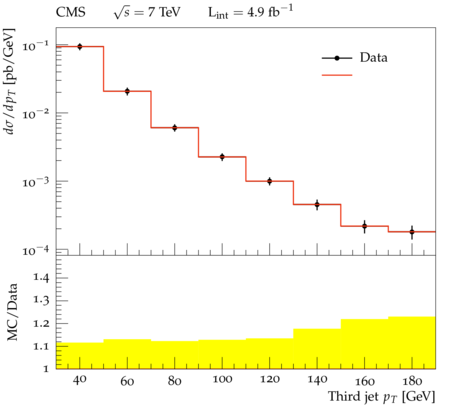 CMS √s = 7 TeV L_int = 4.9 fb⁻¹
dσ/dp_T [pb/GeV]
10⁻¹
10⁻²
10⁻³
10⁻⁴
Data
MC/Data
1.4
1.3
1.2
1.1
1
40 60 80 100 120 140 160 180
Third jet p_T [GeV]